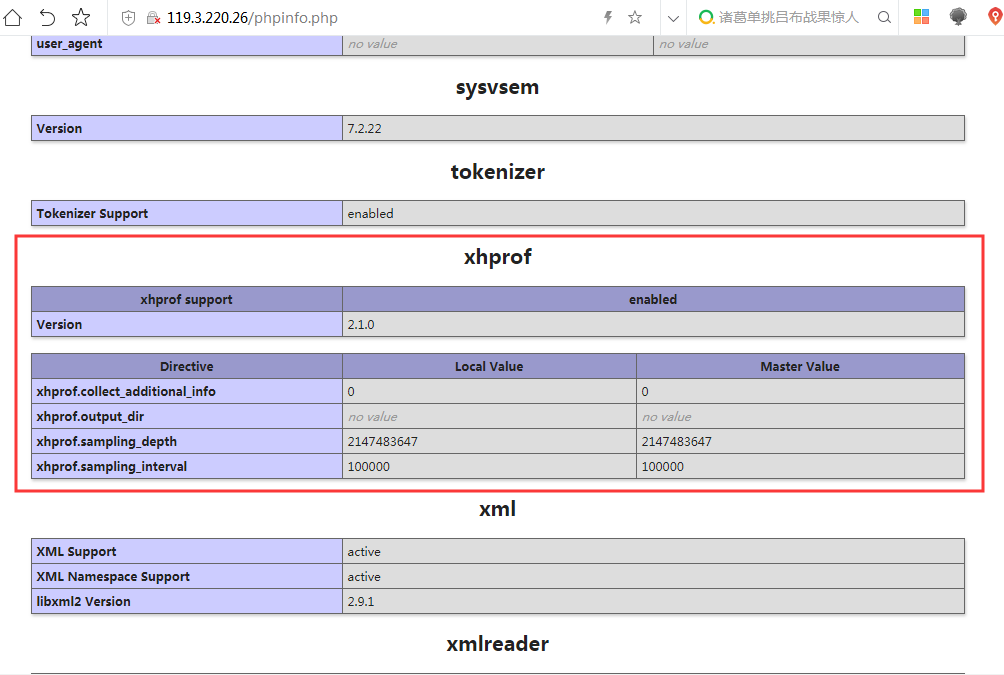 119.3.220.26/phpinfo.php 诸葛单挑吕布战果惊人
user_agent no value no value
sysvsem
Version 7.2.22
tokenizer
Tokenizer Support enabled
xhprof
xhprof support enabled
Version 2.1.0
Directive Local Value Master Value
xhprof.collect_additional_info 0 0
xhprof.output_dir no value no value
xhprof.sampling_depth 2147483647 2147483647
xhprof.sampling_interval 100000 100000
xml
XML Support active
XML Namespace Support active
libxml2 Version 2.9.1
xmlreader